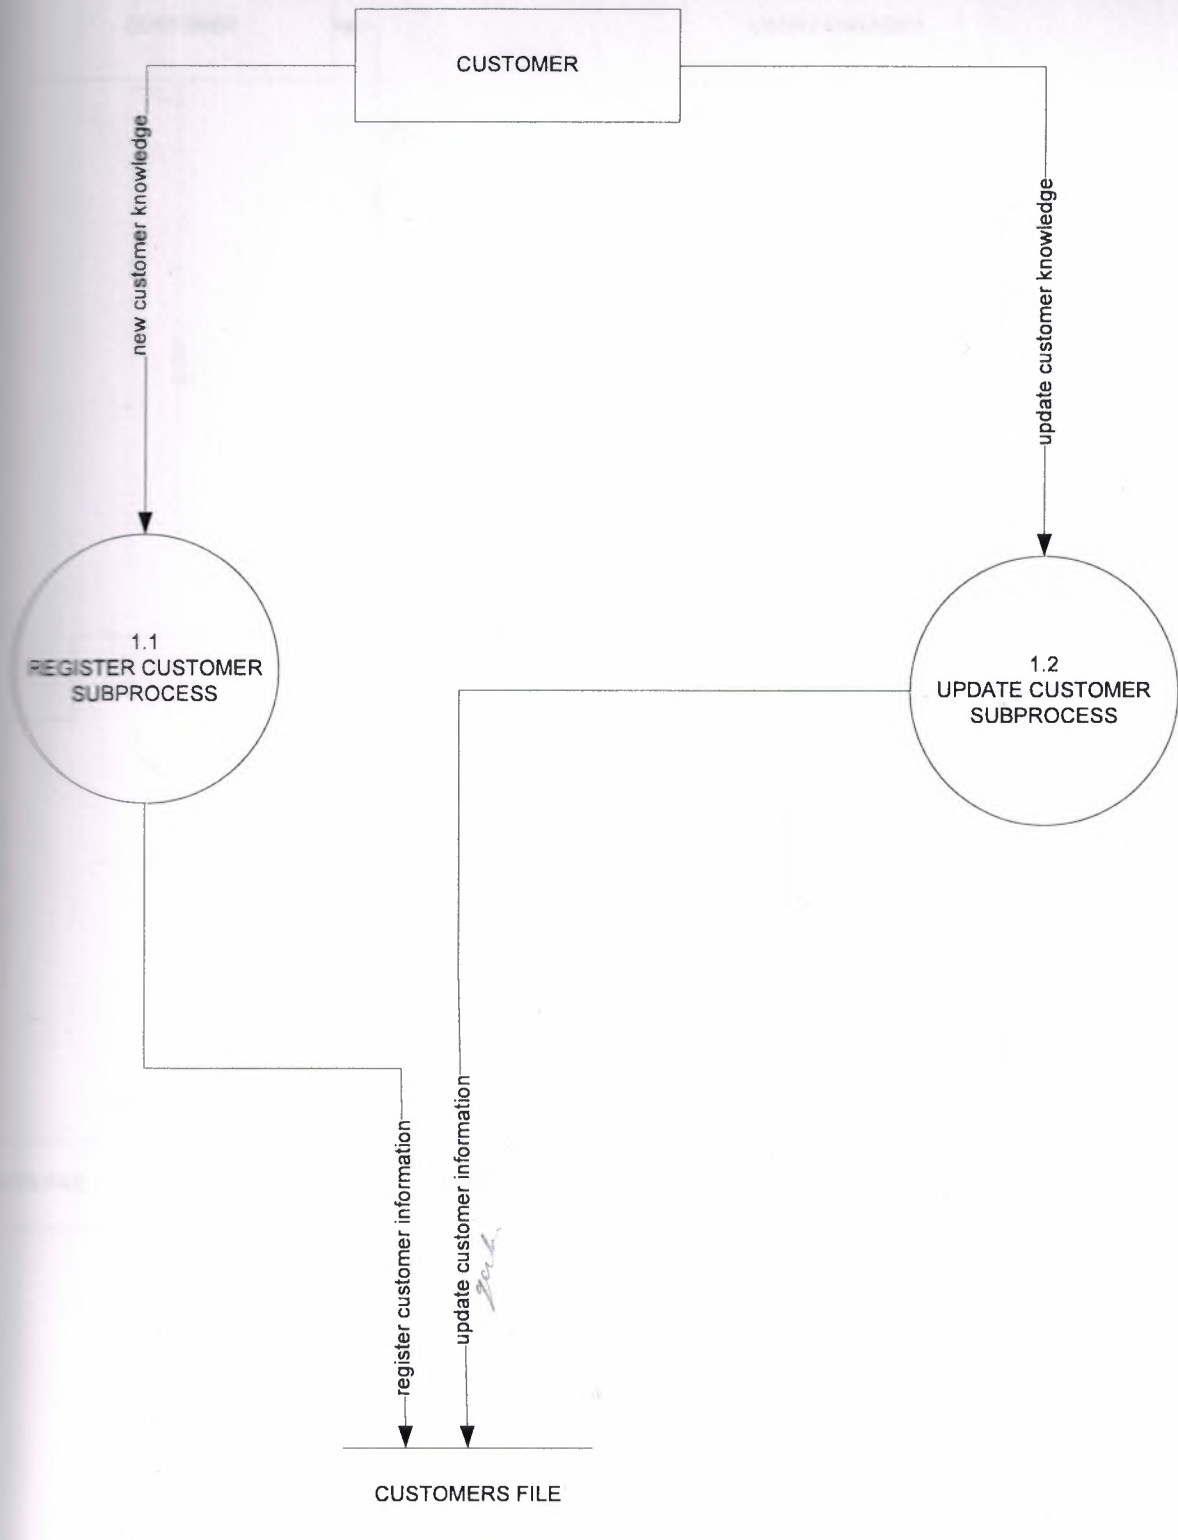 CUSTOMER
new customer knowledge
update customer knowledge
1.1
REGISTER CUSTOMER
SUBPROCESS
1.2
UPDATE CUSTOMER
SUBPROCESS
register customer information
update customer information
CUSTOMERS FILE